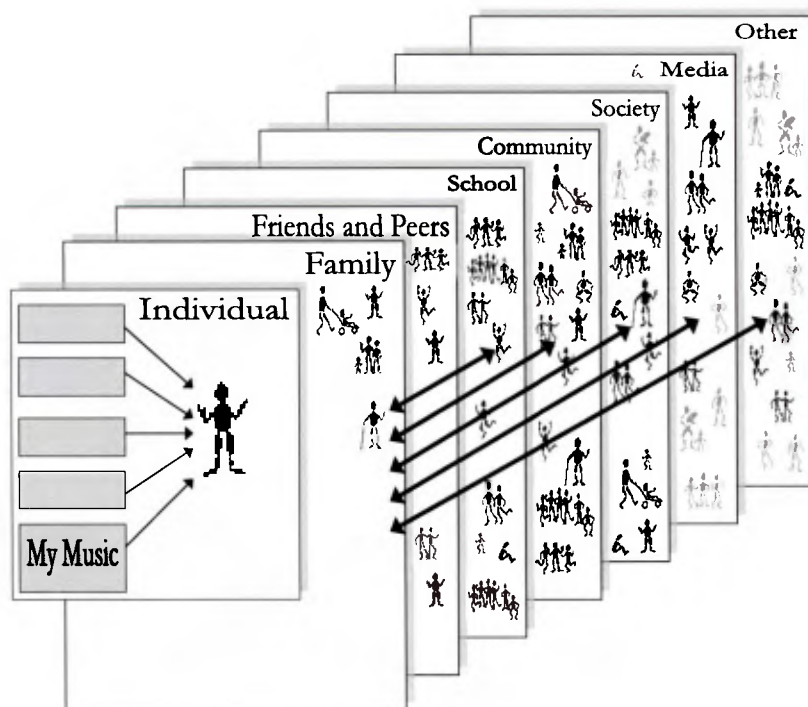 Other
Media
Society
Community
School
Friends and Peers
Family
Individual
My Music